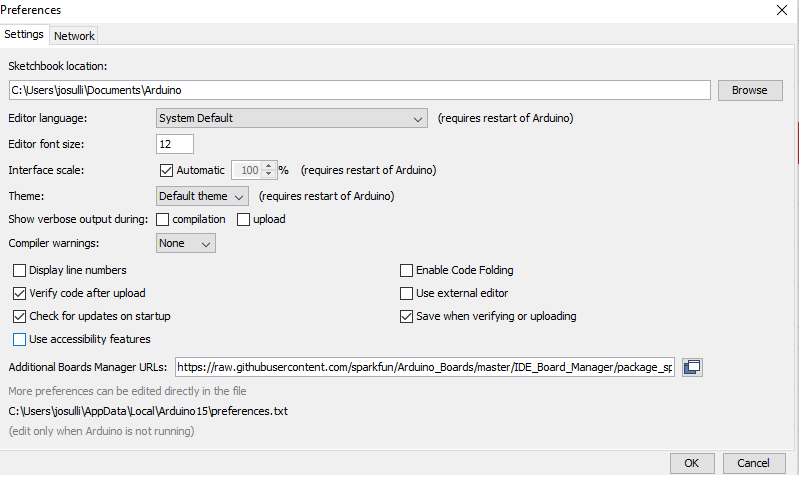 Preferences
Settings Network
Sketchbook location:
C:\Users\josulli\Documents\Arduino Browse
Editor language: System Default (requires restart of Arduino)
Editor font size: 12
Interface scale: Automatic 100 % (requires restart of Arduino)
Theme: Default theme (requires restart of Arduino)
Show verbose output during: compilation upload
Compiler warnings: None
Display line numbers Enable Code Folding
Verify code after upload Use external editor
Check for updates on startup Save when verifying or uploading
Use accessibility features
Additional Boards Manager URLs: https://raw.githubusercontent.com/sparkfun/Arduino_Boards/master/IDE_Board_Manager/package_sp
More preferences can be edited directly in the file
C:\Users\josulli\AppData\Local\Arduino15\preferences.txt
(edit only when Arduino is not running)
OK Cancel